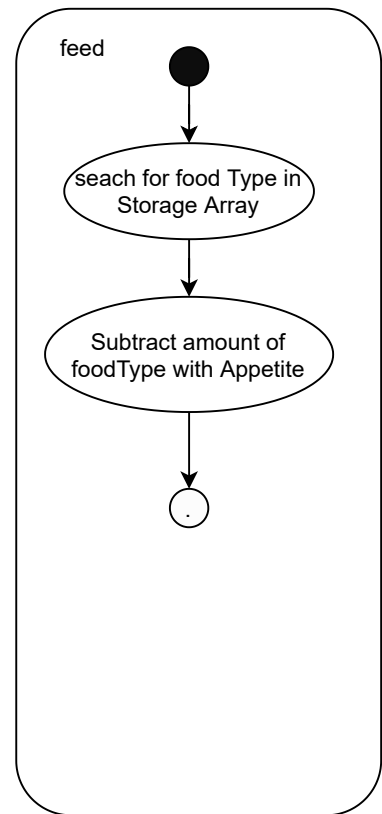 feed
seach for food Type in
Storage Array
Subtract amount of
foodType with Appetite
.